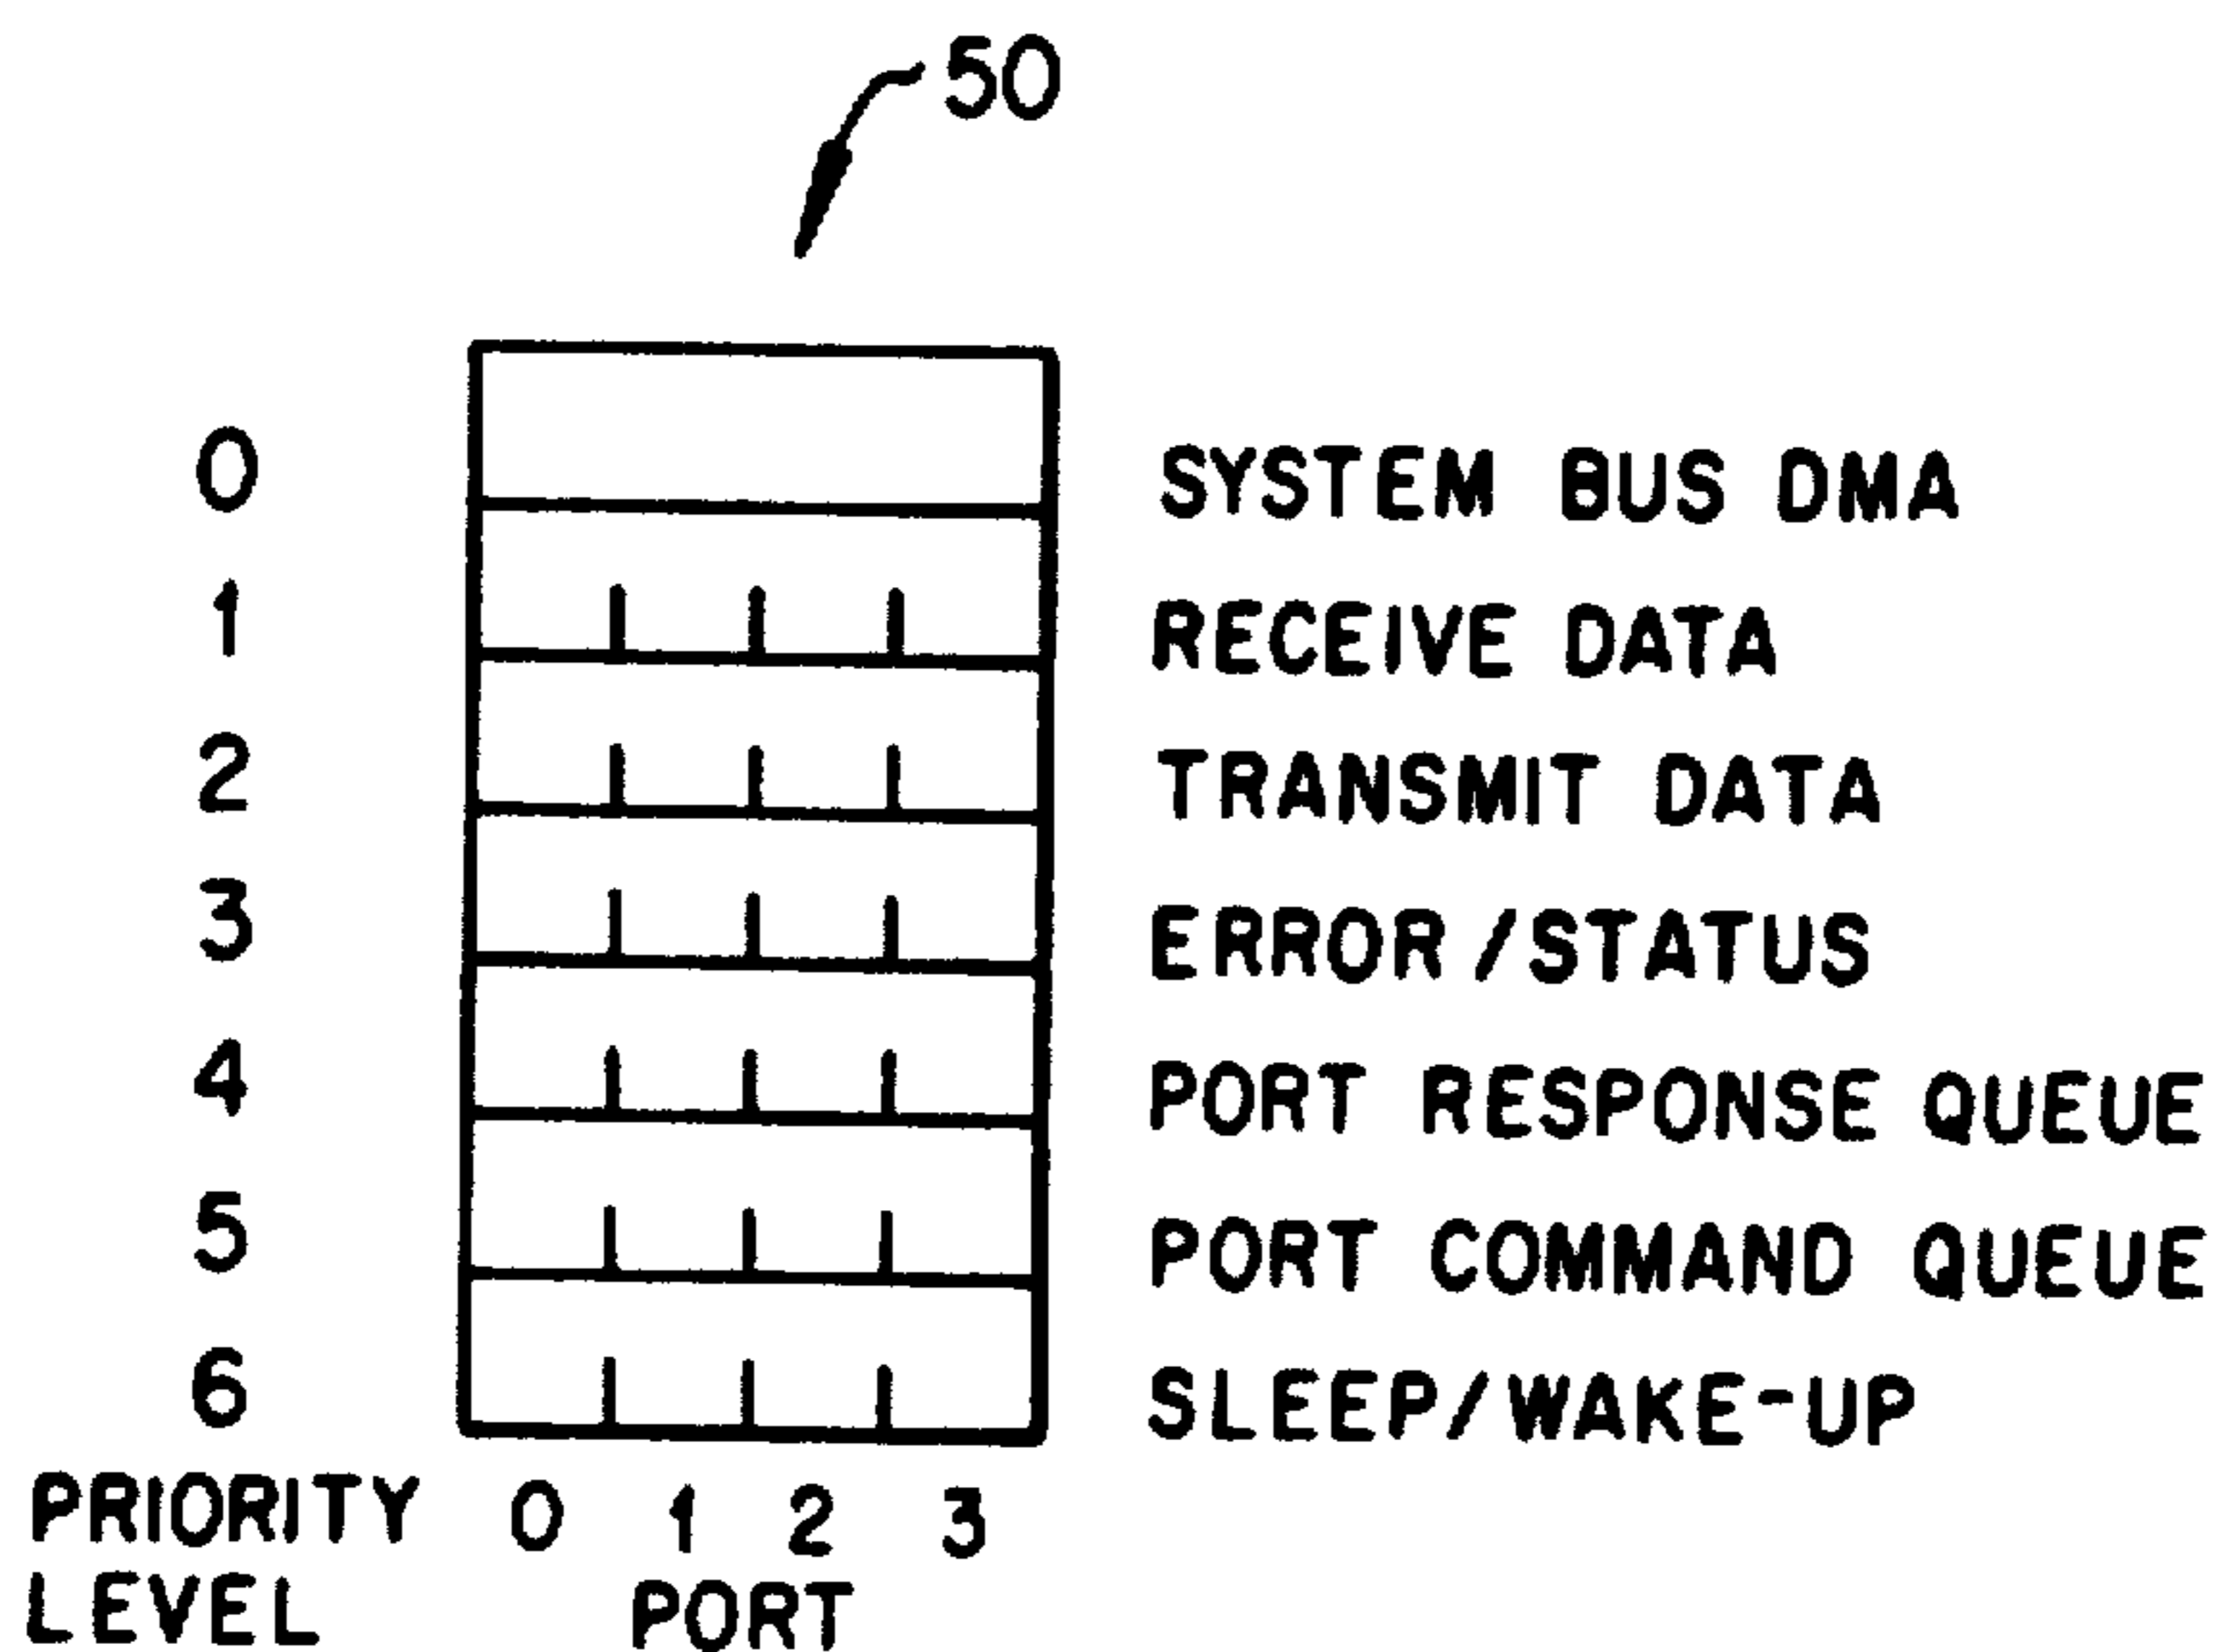 50
0 SYSTEM BUS DMA
1 RECEIVE DATA
2 TRANSMIT DATA
3 ERROR/STATUS
4 PORT RESPONSE QUEUE
5 PORT COMMAND QUEUE
6 SLEEP/WAKE-UP
PRIORITY 0 1 2 3
LEVEL PORT